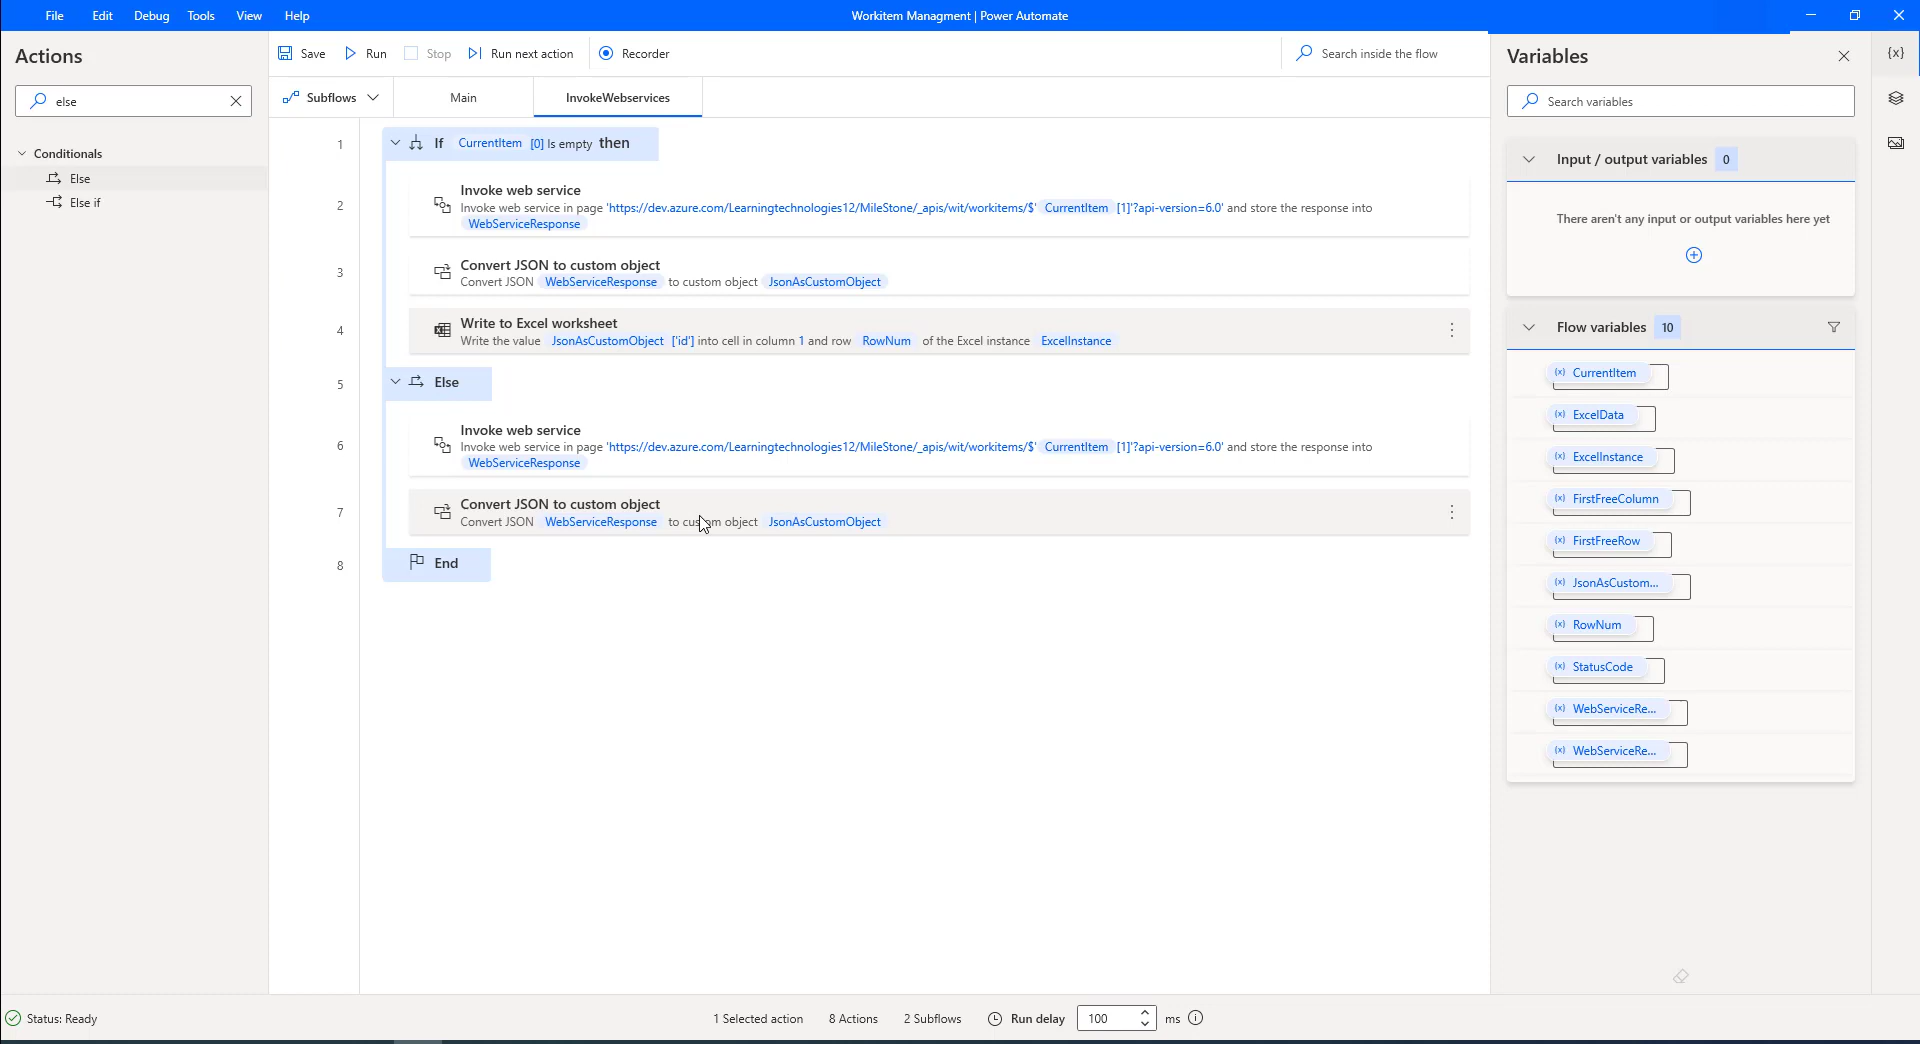 File Edit Debug Tools View Help
Workitem Managment | Power Automate
Actions
else
Conditionals
Else
Else if
Save Run Stop Run next action Recorder
Search inside the flow
Subflows Main InvokeWebservices
1 If CurrentItem [0] Is empty then
Invoke web service
2 Invoke web service in page 'https://dev.azure.com/Learningtechnologies12/MileStone/_apis/wit/workitems/$' CurrentItem [1]'?api-version=6.0' and store the response into
WebServiceResponse
Convert JSON to custom object
3 Convert JSON WebServiceResponse to custom object JsonAsCustomObject
Write to Excel worksheet
4 Write the value JsonAsCustomObject ['id'] into cell in column 1 and row RowNum of the Excel instance ExcelInstance
5 Else
Invoke web service
6 Invoke web service in page 'https://dev.azure.com/Learningtechnologies12/MileStone/_apis/wit/workitems/$' CurrentItem [1]'?api-version=6.0' and store the response into
WebServiceResponse
Convert JSON to custom object
7 Convert JSON WebServiceResponse to custom object JsonAsCustomObject
8 End
Variables
{x}
Search variables
Input / output variables 0
There aren't any input or output variables here yet
Flow variables 10
(x) CurrentItem
(x) ExcelData
(x) ExcelInstance
(x) FirstFreeColumn
(x) FirstFreeRow
(x) JsonAsCustom...
(x) RowNum
(x) StatusCode
(x) WebServiceRe...
(x) WebServiceRe...
Status: Ready
1 Selected action 8 Actions 2 Subflows Run delay 100 ms